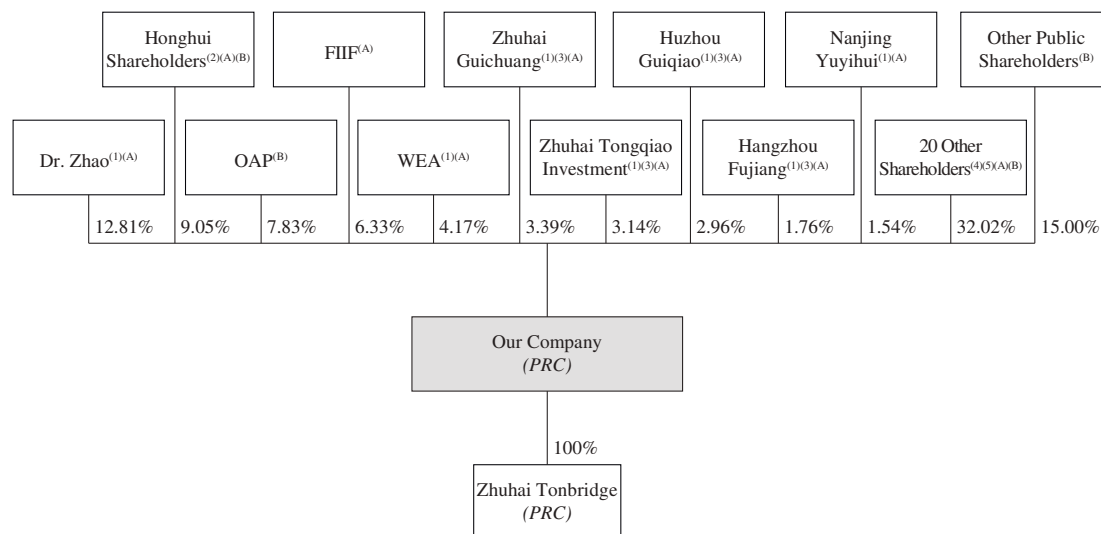 Honghui
Shareholders(2)(A)(B)
FIIF(A)
Zhuhai
Guichuang(1)(3)(A)
Huzhou
Guiqiao(1)(3)(A)
Nanjing
Yuyihui(1)(A)
Other Public
Shareholders(B)
Dr. Zhao(1)(A)
OAP(B)
WEA(1)(A)
Zhuhai Tongqiao
Investment(1)(3)(A)
Hangzhou
Fujiang(1)(3)(A)
20 Other
Shareholders(4)(5)(A)(B)
12.81%
9.05%
7.83%
6.33%
4.17%
3.39%
3.14%
2.96%
1.76%
1.54%
32.02%
15.00%
Our Company
(PRC)
100%
Zhuhai Tonbridge
(PRC)